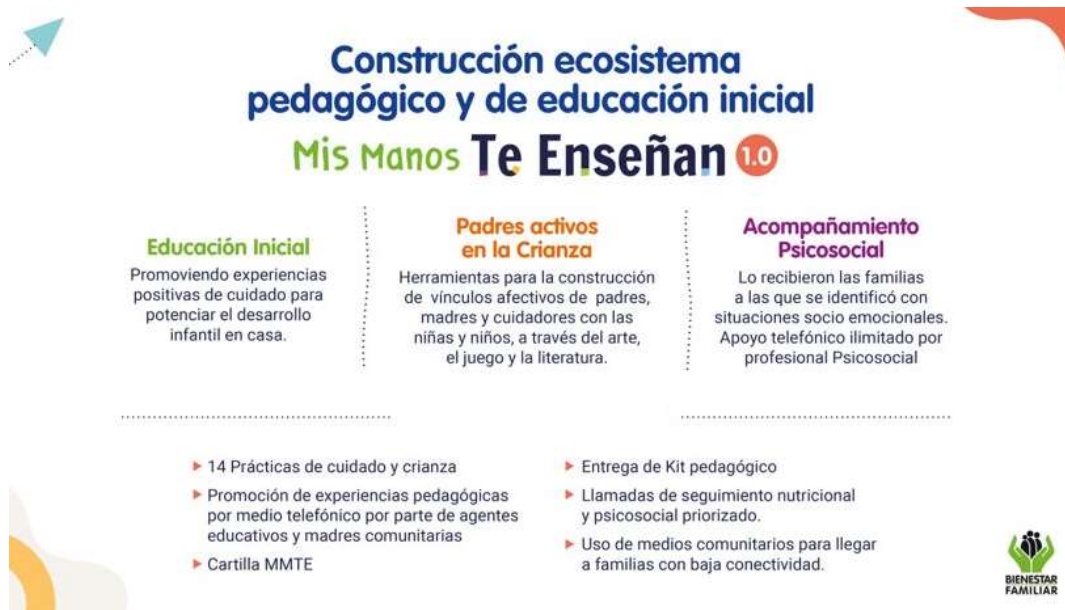 Construcción ecosistema
pedagógico y de educación inicial
Mis Manos Te Enseñan 1.0
Educación Inicial
Promoviendo experiencias
positivas de cuidado para
potenciar el desarrollo
infantil en casa.
Padres activos
en la Crianza
Herramientas para la construcción
de vínculos afectivos de padres,
madres y cuidadores con las
niñas y niños, a través del arte,
el juego y la literatura.
Acompañamiento
Psicosocial
Lo recibieron las familias
a las que se identificó con
situaciones socio emocionales.
Apoyo telefónico ilimitado por
profesional Psicosocial
14 Prácticas de cuidado y crianza
Promoción de experiencias pedagógicas
por medio telefónico por parte de agentes
educativos y madres comunitarias
Cartilla MMTE
Entrega de Kit pedagógico
Llamadas de seguimiento nutricional
y psicosocial priorizado.
Uso de medios comunitarios para llegar
a familias con baja conectividad.
BIENESTAR
FAMILIAR